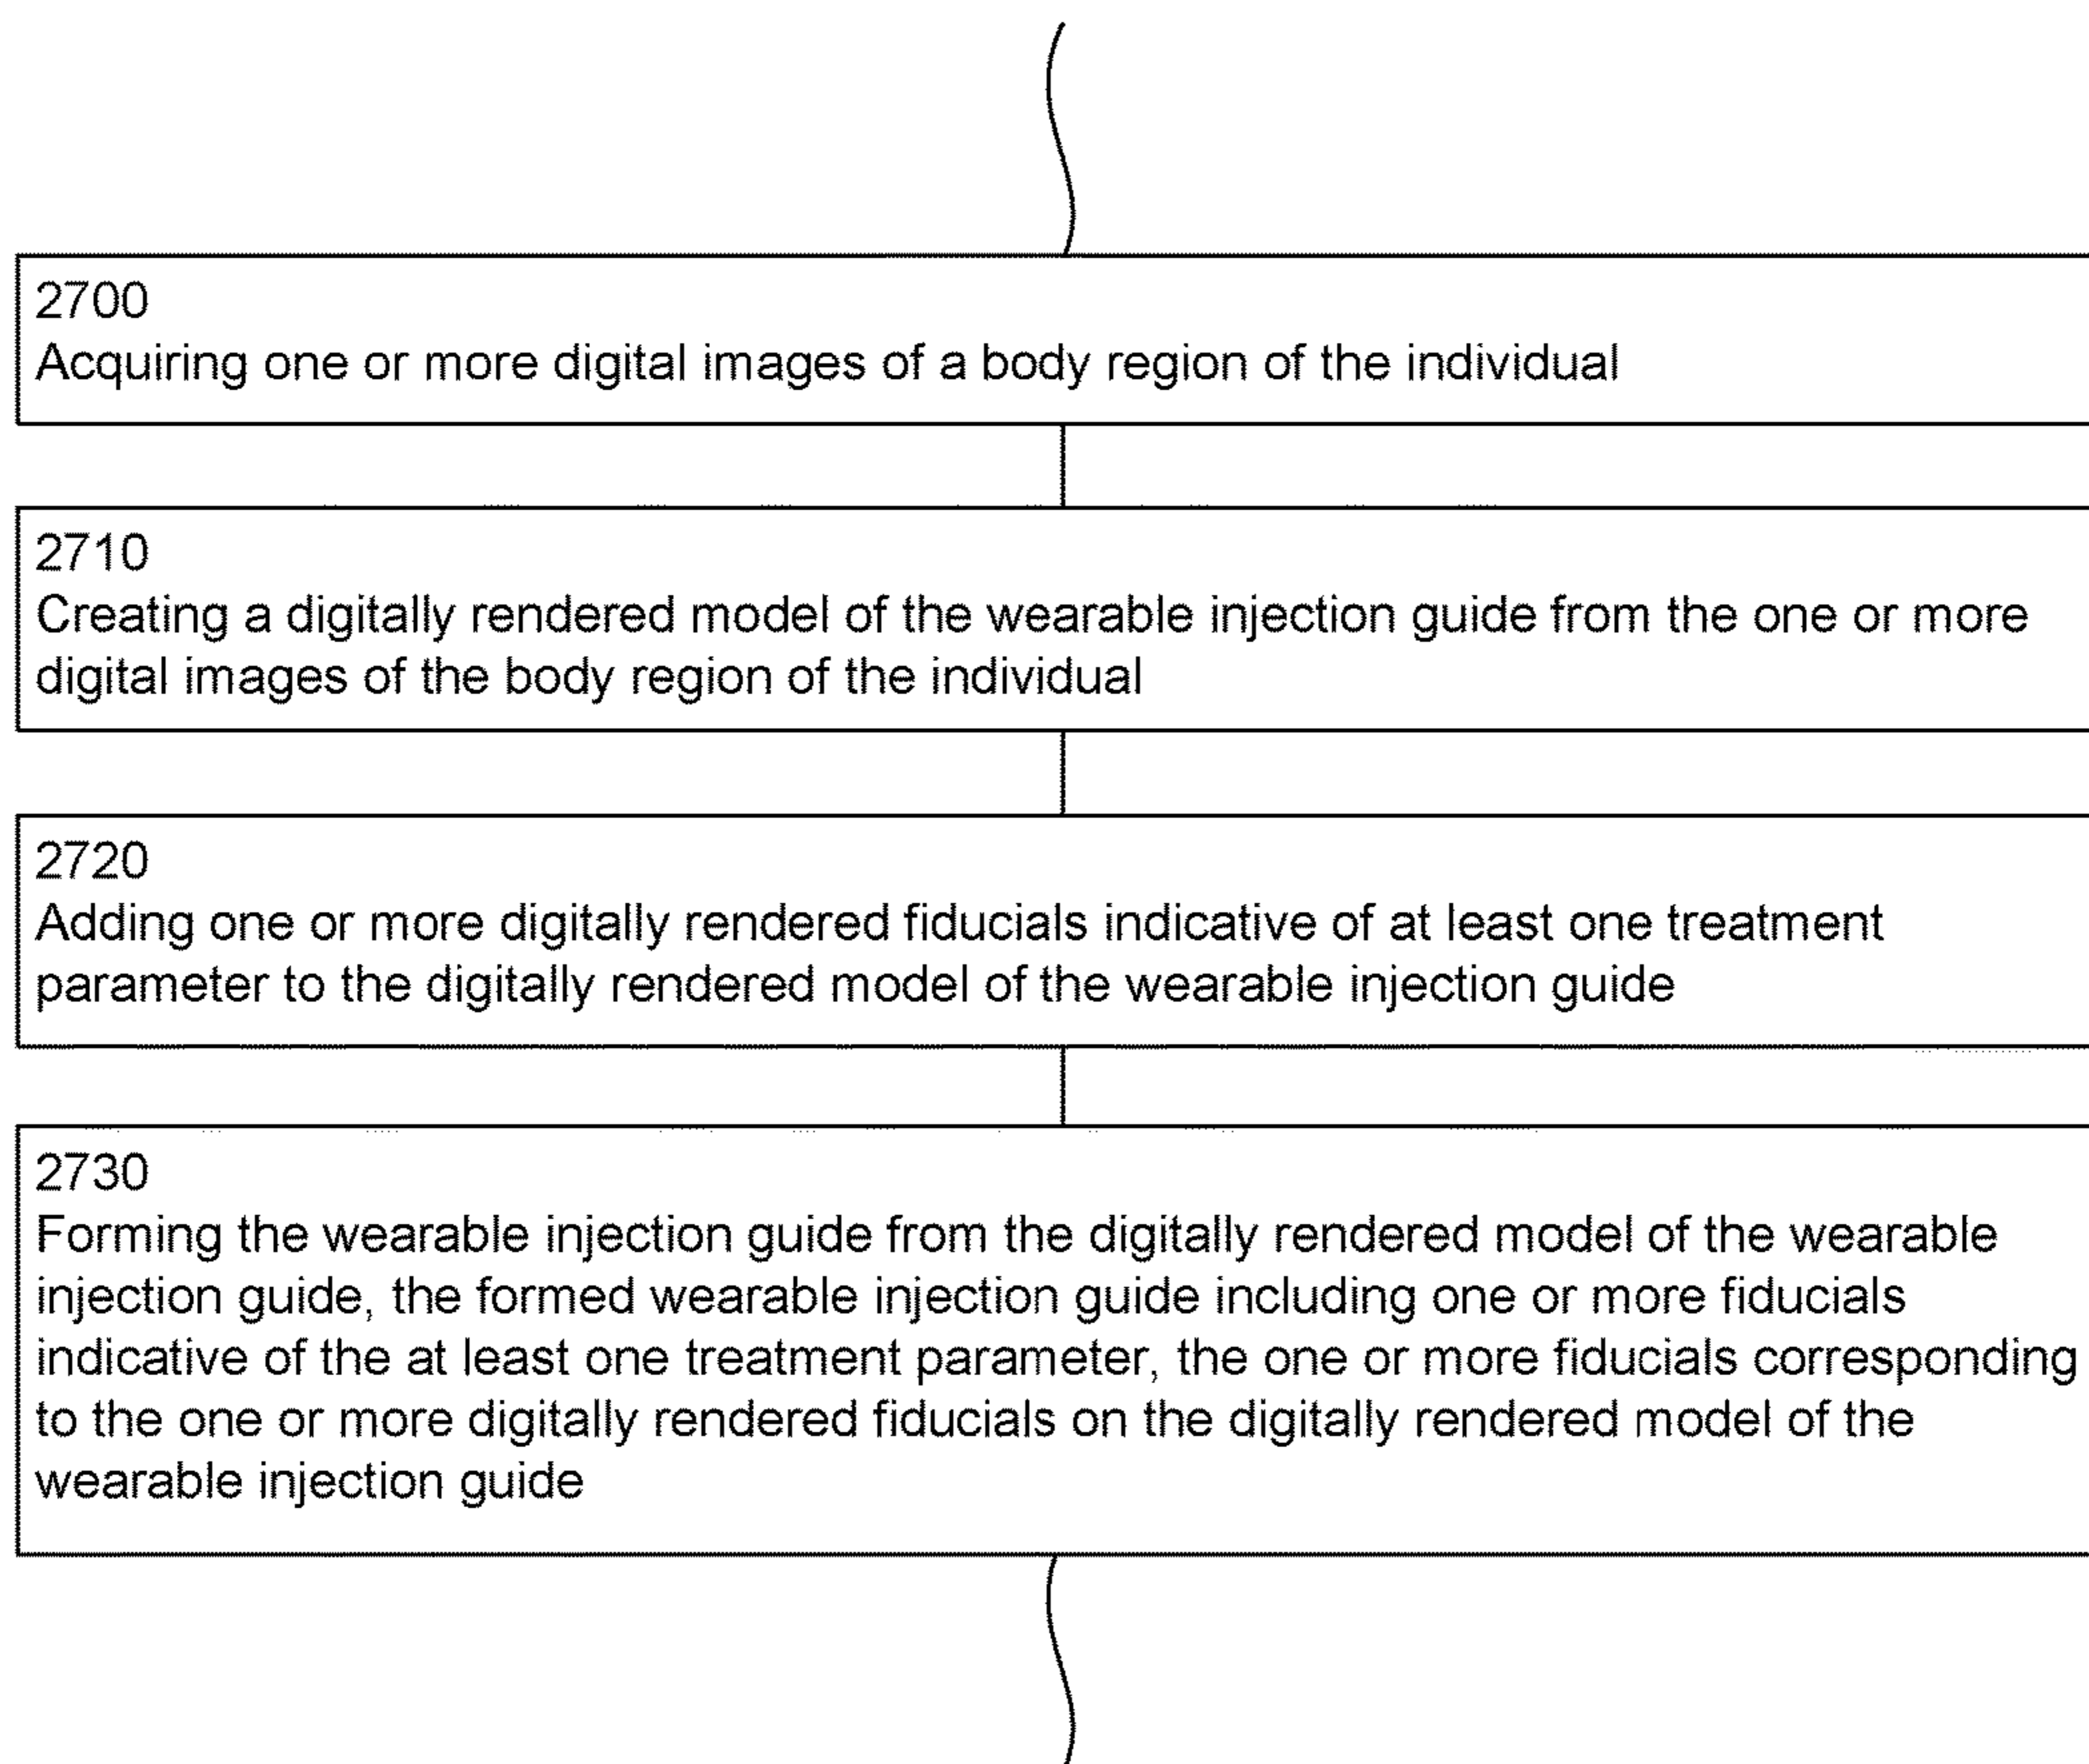 2700
Acquiring one or more digital images of a body region of the individual
2710
Creating a digitally rendered model of the wearable injection guide from the one or more
digital images of the body region of the individual
2720
Adding one or more digitally rendered fiducials indicative of at least one treatment
parameter to the digitally rendered model of the wearable injection guide
2730
Forming the wearable injection guide from the digitally rendered model of the wearable
injection guide, the formed wearable injection guide including one or more fiducials
indicative of the at least one treatment parameter, the one or more fiducials corresponding
to the one or more digitally rendered fiducials on the digitally rendered model of the
wearable injection guide